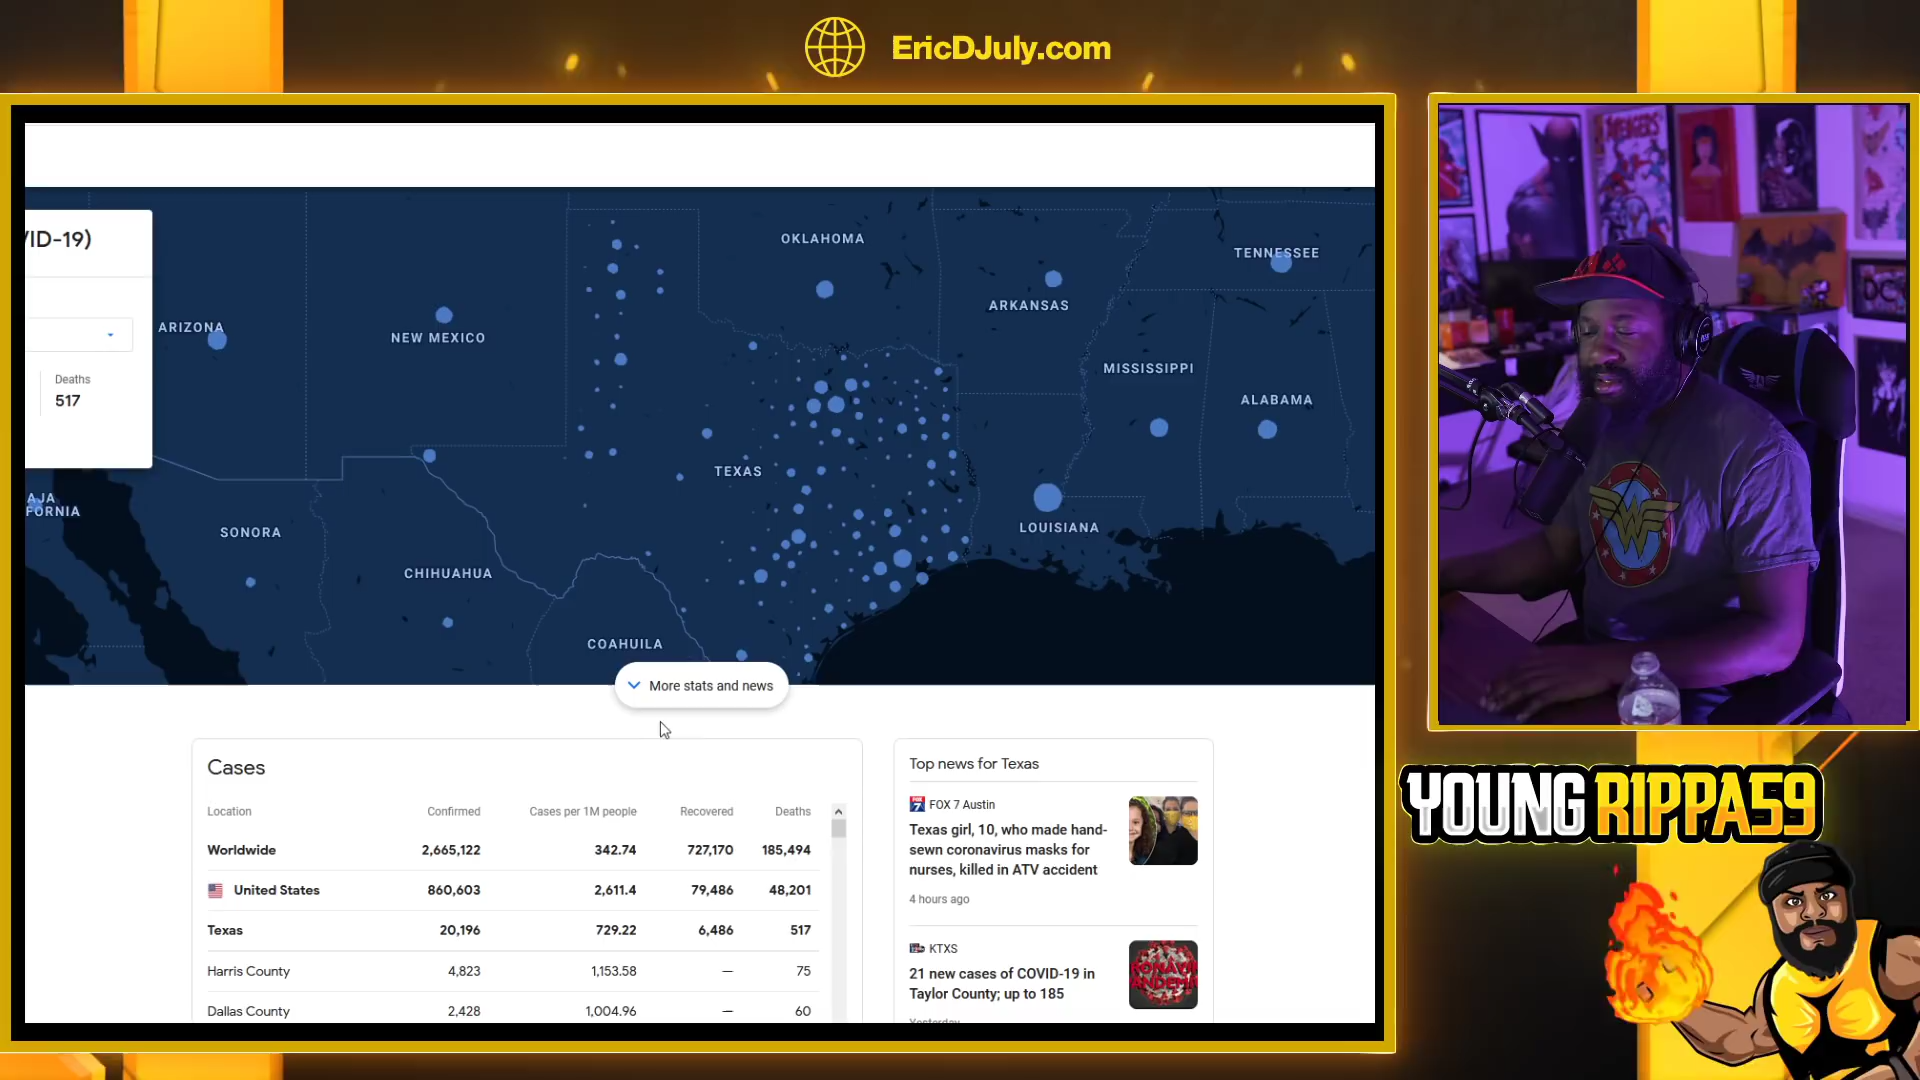 EricDJuly.com
VID-19)
Deaths
517
OKLAHOMA
TENNESSEE
ARKANSAS
ARIZONA
NEW MEXICO
MISSISSIPPI
ALABAMA
TEXAS
AJA
FORNIA
SONORA
LOUISIANA
CHIHUAHUA
COAHUILA
More stats and news
Cases
Location Confirmed Cases per 1M people Recovered Deaths
Worldwide 2,665,122 342.74 727,170 185,494
United States 860,603 2,611.4 79,486 48,201
Texas 20,196 729.22 6,486 517
Harris County 4,823 1,153.58 — 75
Dallas County 2,428 1,004.96 — 60
Top news for Texas
FOX 7 Austin
Texas girl, 10, who made hand-
sewn coronavirus masks for
nurses, killed in ATV accident
4 hours ago
KTXS
21 new cases of COVID-19 in
Taylor County; up to 185
Yesterday
AVENGERS
DC
W
YOUNG RIPPA59